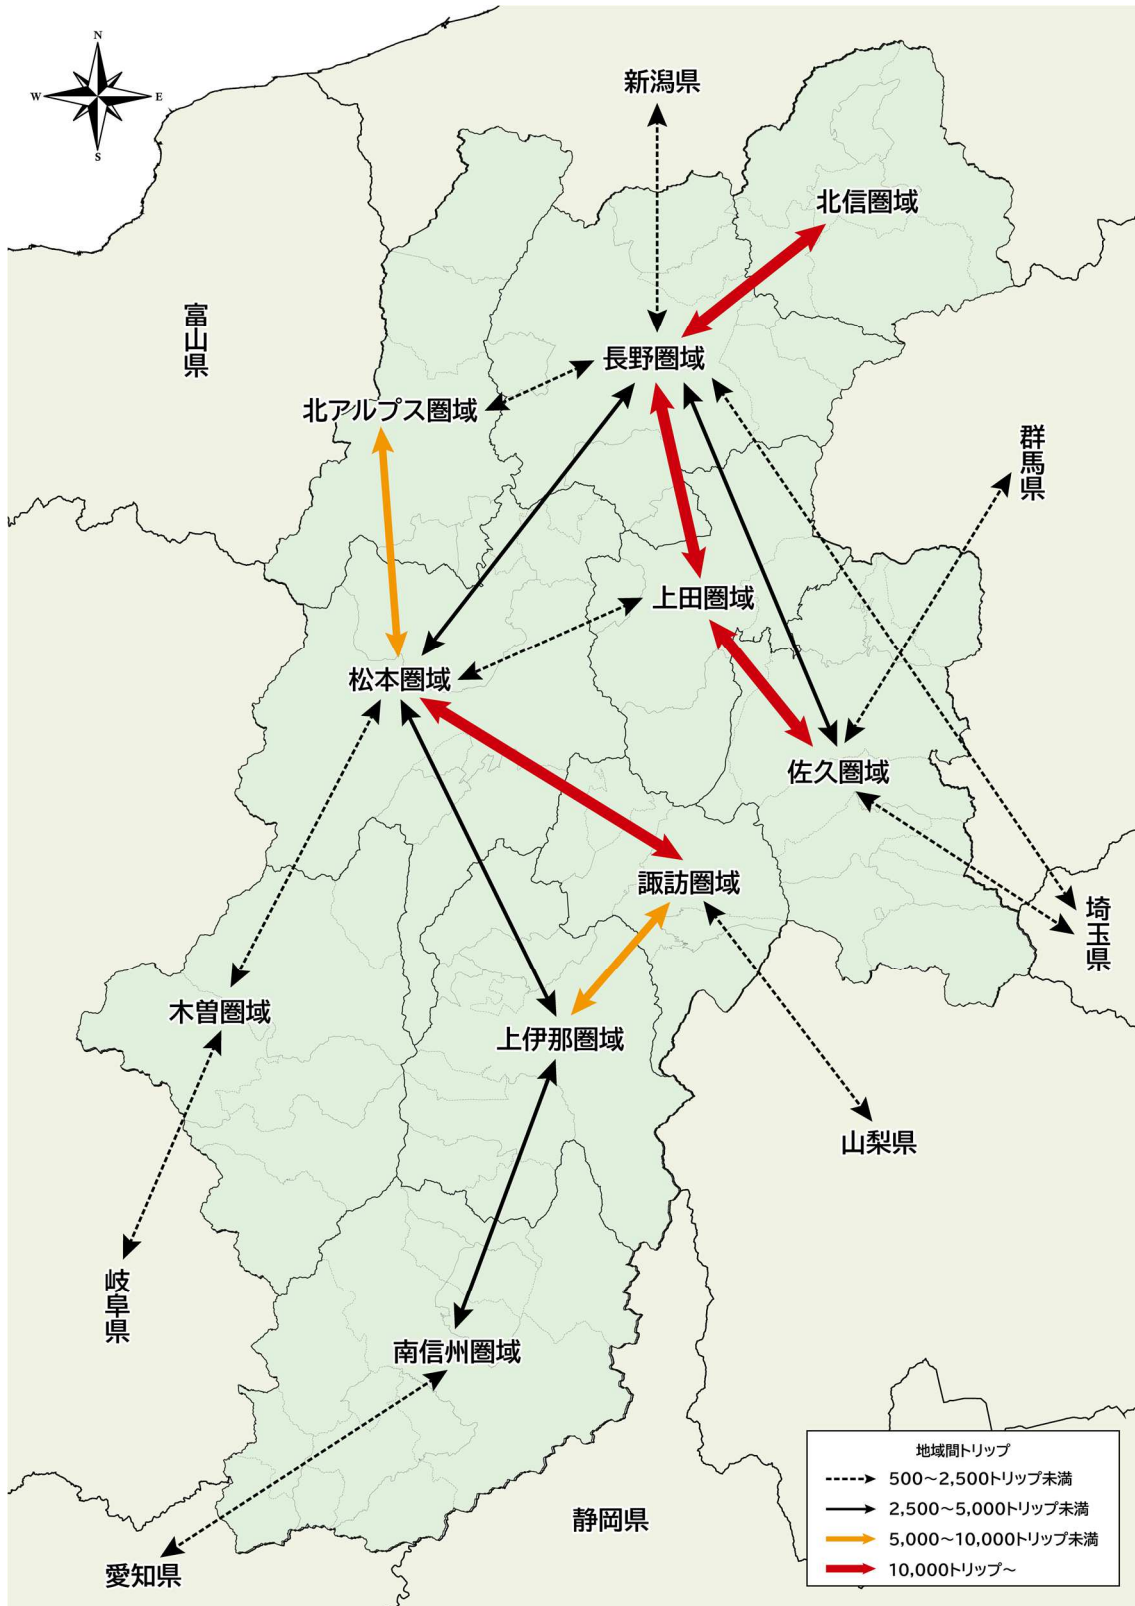 N
W
E
S
新潟県
北信圏域
富山県
長野圏域
北アルプス圏域
群馬県
上田圏域
松本圏域
佐久圏域
諏訪圏域
埼玉県
木曽圏域
上伊那圏域
山梨県
岐阜県
南信州圏域
静岡県
愛知県
地域間トリップ
500～2,500トリップ未満
2,500～5,000トリップ未満
5,000～10,000トリップ未満
10,000トリップ～